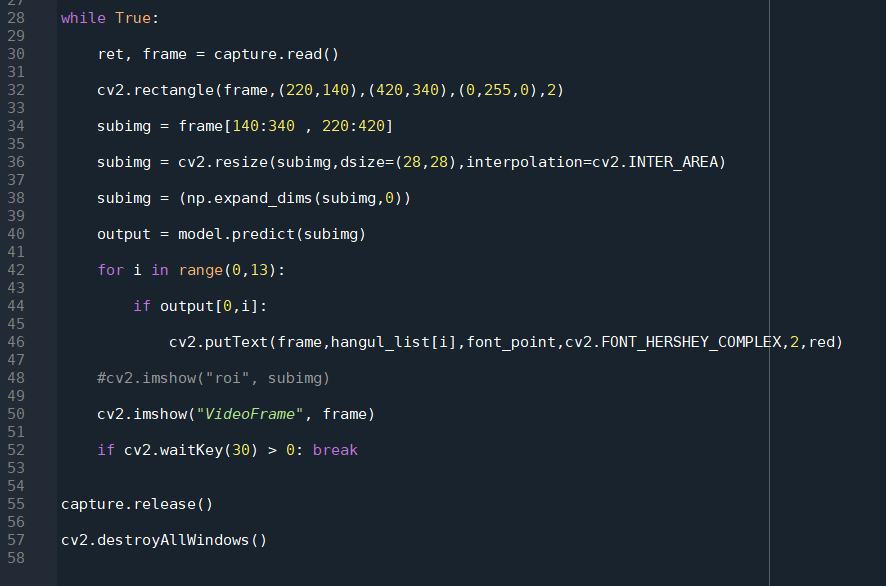 27
28 while True:
29
30     ret, frame = capture.read()
31
32     cv2.rectangle(frame,(220,140),(420,340),(0,255,0),2)
33
34     subimg = frame[140:340 , 220:420]
35
36     subimg = cv2.resize(subimg,dsize=(28,28),interpolation=cv2.INTER_AREA)
37
38     subimg = (np.expand_dims(subimg,0))
39
40     output = model.predict(subimg)
41
42     for i in range(0,13):
43
44         if output[0,i]:
45
46             cv2.putText(frame,hangul_list[i],font_point,cv2.FONT_HERSHEY_COMPLEX,2,red)
47
48     #cv2.imshow("roi", subimg)
49
50     cv2.imshow("VideoFrame", frame)
51
52     if cv2.waitKey(30) > 0: break
53
54
55 capture.release()
56
57 cv2.destroyAllWindows()
58